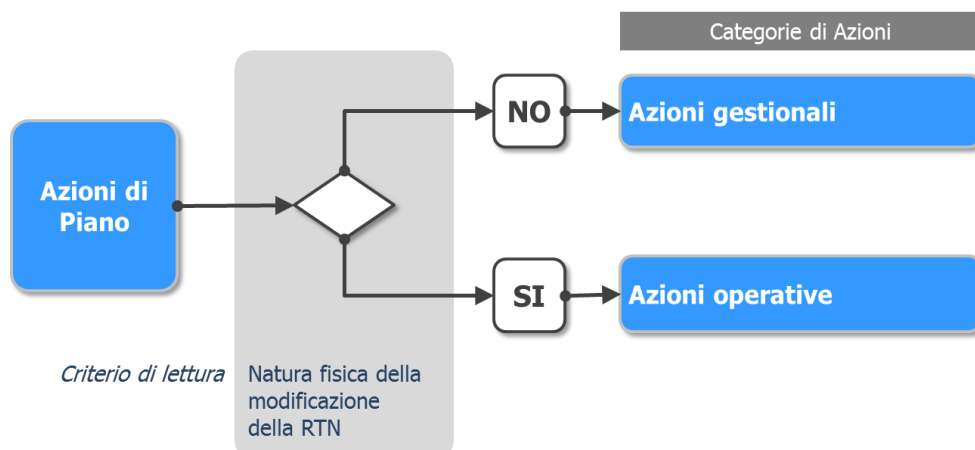 Categorie di Azioni
NO
Azioni gestionali
Azioni di
Piano
SI
Azioni operative
Criterio di lettura
Natura fisica della
modificazione
della RTN